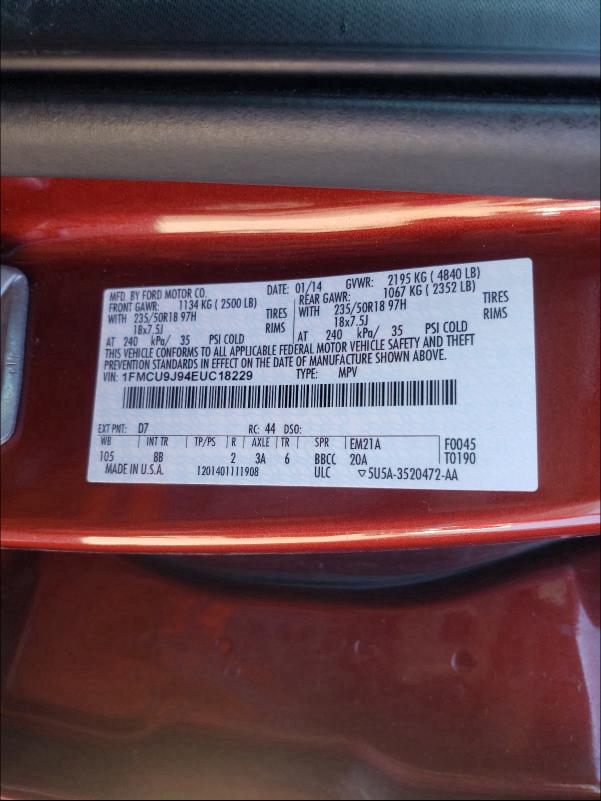 MFD. BY FORD MOTOR CO. DATE: 01/14 GVWR: 2195 KG ( 4840 LB)
FRONT GAWR: 1134 KG ( 2500 LB) REAR GAWR: 1067 KG ( 2352 LB)
WITH 235/50R18 97H TIRES WITH 235/50R18 97H TIRES
18x7.5J RIMS 18x7.5J RIMS
AT 240 kPa/ 35 PSI COLD AT 240 kPa/ 35 PSI COLD
THIS VEHICLE CONFORMS TO ALL APPLICABLE FEDERAL MOTOR VEHICLE SAFETY AND THEFT
PREVENTION STANDARDS IN EFFECT ON THE DATE OF MANUFACTURE SHOWN ABOVE.
VIN: 1FMCU9J94EUC18229 TYPE: MPV
EXT PNT: D7 RC: 44 DSO:
WB INT TR TP/PS R AXLE TR SPR EM21A F0045
105 BB 2 3A 6 BBCC 20A T0190
MADE IN U.S.A. 1201401111908 ULC ▽5U5A-3520472-AA